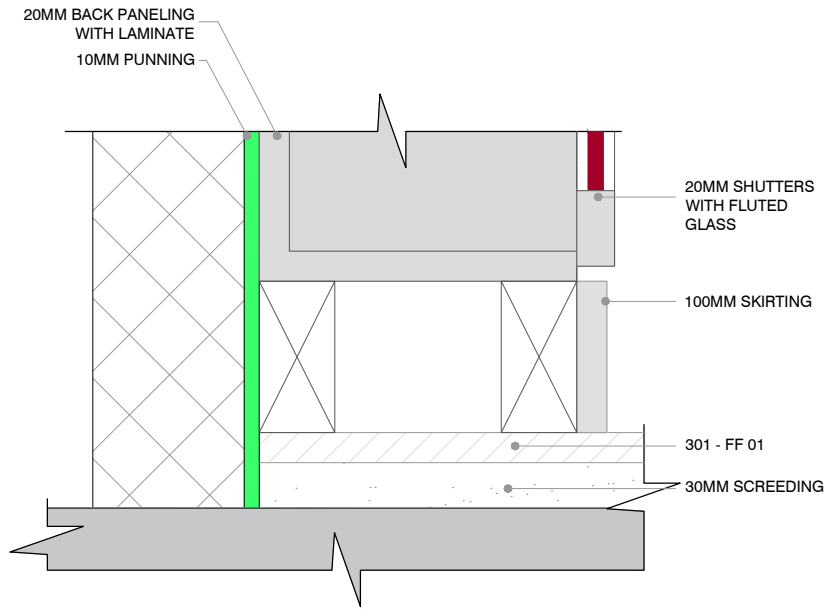 20MM BACK PANELING
WITH LAMINATE
10MM PUNNING
20MM SHUTTERS
WITH FLUTED
GLASS
100MM SKIRTING
301 - FF 01
30MM SCREEDING